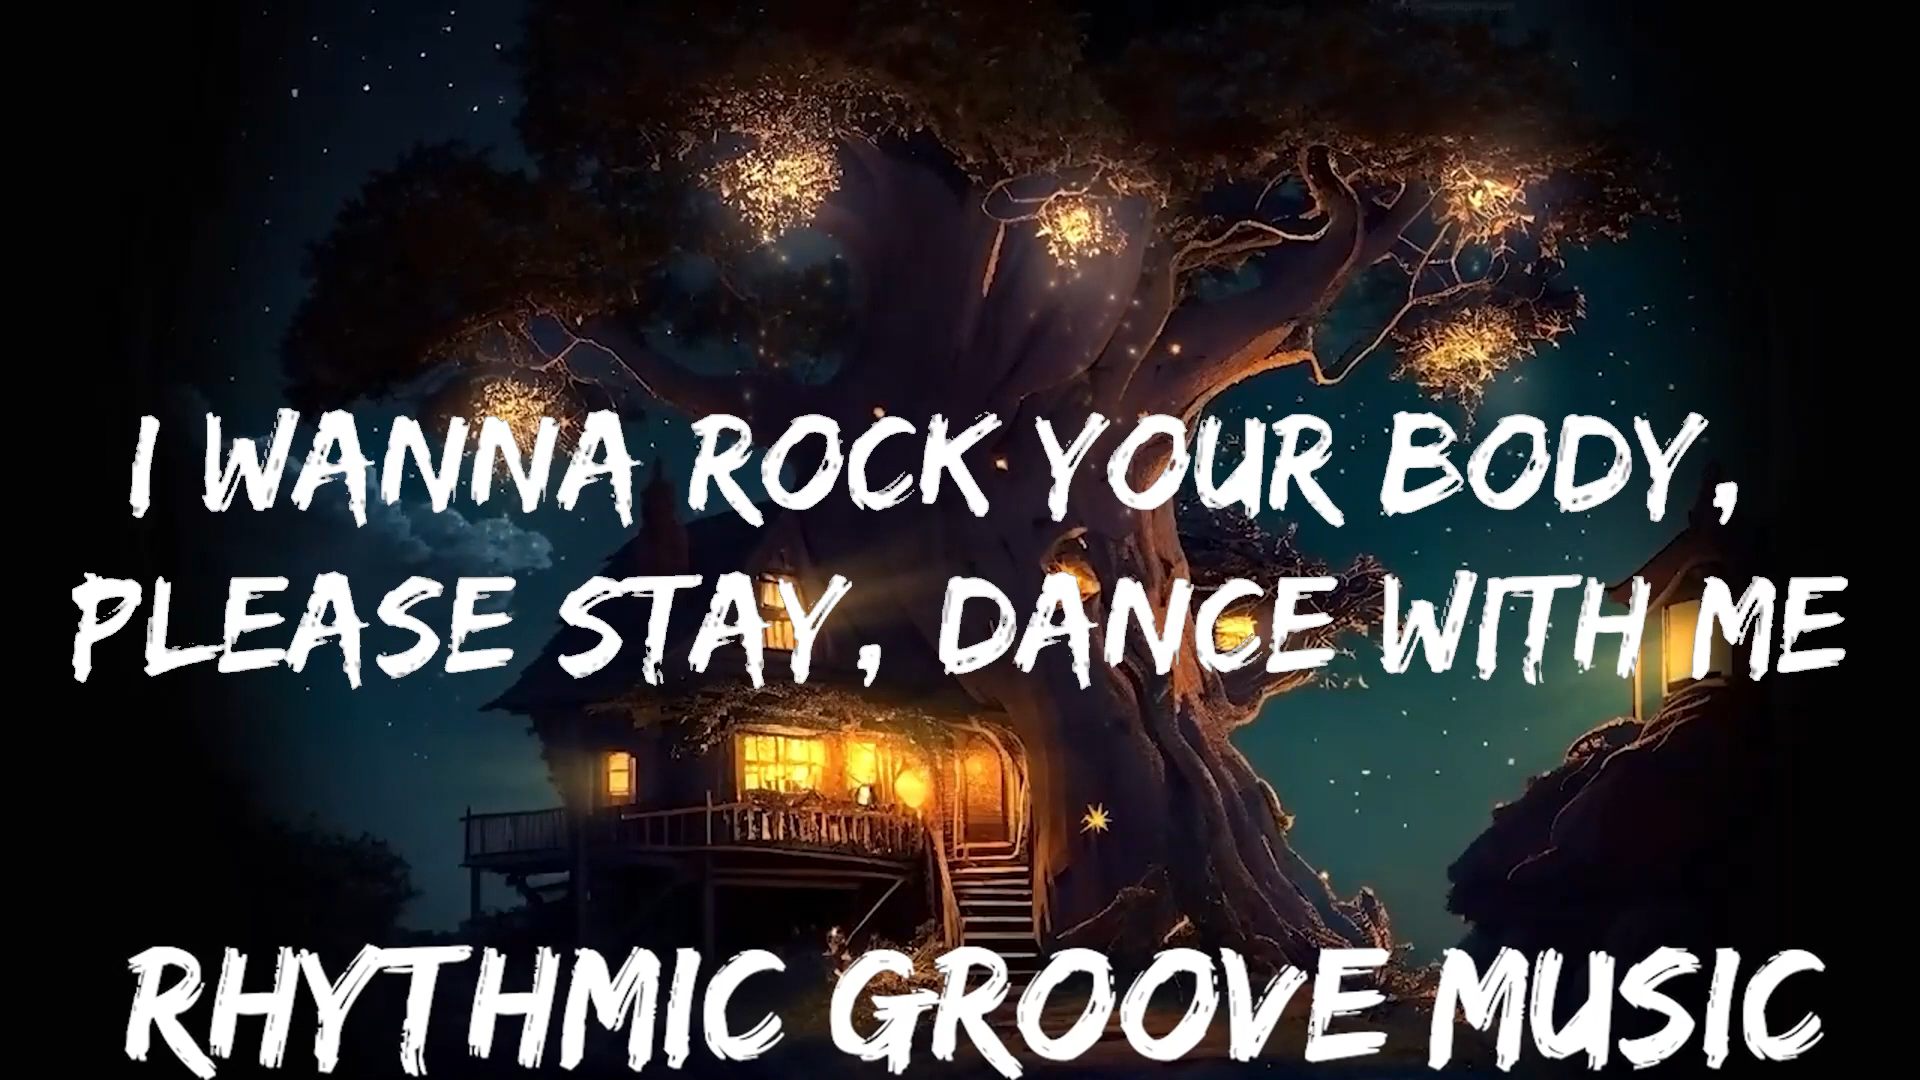 I WANNA ROCK YOUR BODY,
PLEASE STAY, DANCE WITH ME
RHYTHMIC GROOVE MUSIC